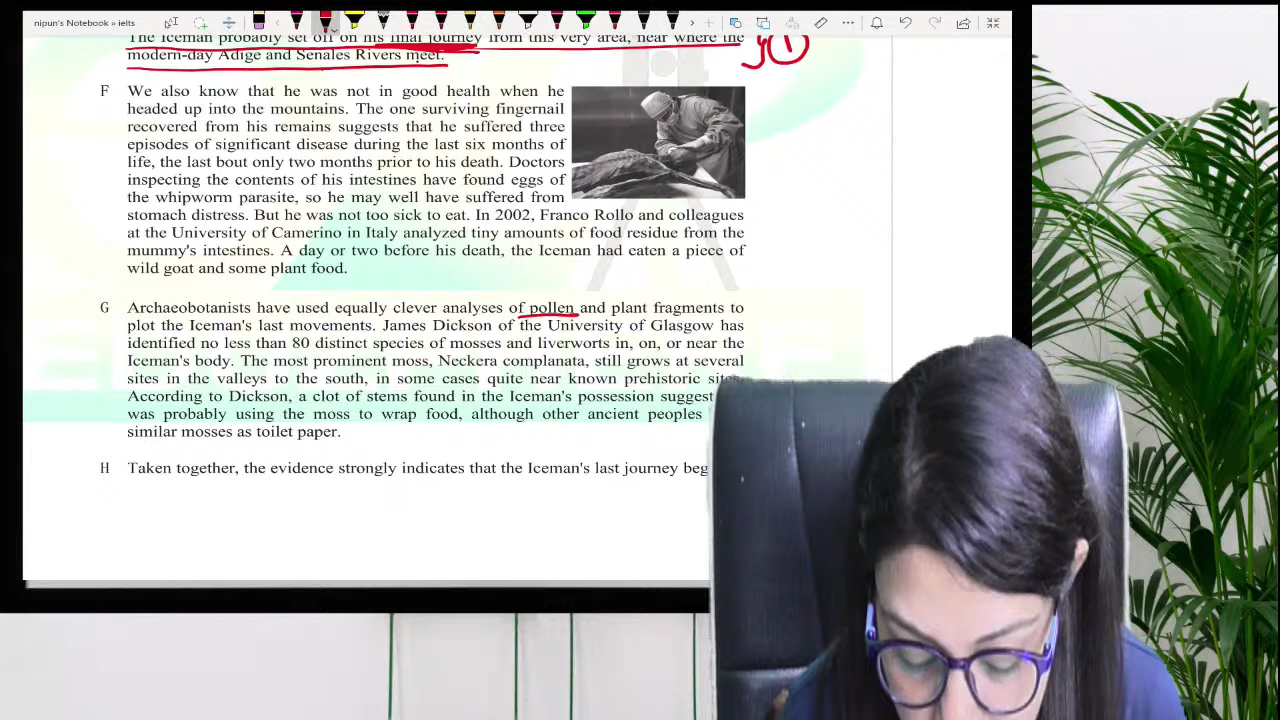 nipun's Notebook » ielts
The Iceman probably set off on his final journey from this very area, near where the
modern-day Adige and Senales Rivers meet.
1
F We also know that he was not in good health when he
headed up into the mountains. The one surviving fingernail
recovered from his remains suggests that he suffered three
episodes of significant disease during the last six months of
life, the last bout only two months prior to his death. Doctors
inspecting the contents of his intestines have found eggs of
the whipworm parasite, so he may well have suffered from
stomach distress. But he was not too sick to eat. In 2002, Franco Rollo and colleagues
at the University of Camerino in Italy analyzed tiny amounts of food residue from the
mummy's intestines. A day or two before his death, the Iceman had eaten a piece of
wild goat and some plant food.
G Archaeobotanists have used equally clever analyses of pollen and plant fragments to
plot the Iceman's last movements. James Dickson of the University of Glasgow has
identified no less than 80 distinct species of mosses and liverworts in, on, or near the
Iceman's body. The most prominent moss, Neckera complanata, still grows at several
sites in the valleys to the south, in some cases quite near known prehistoric sites.
According to Dickson, a clot of stems found in the Iceman's possession suggest
was probably using the moss to wrap food, although other ancient peoples
similar mosses as toilet paper.
H Taken together, the evidence strongly indicates that the Iceman's last journey beg